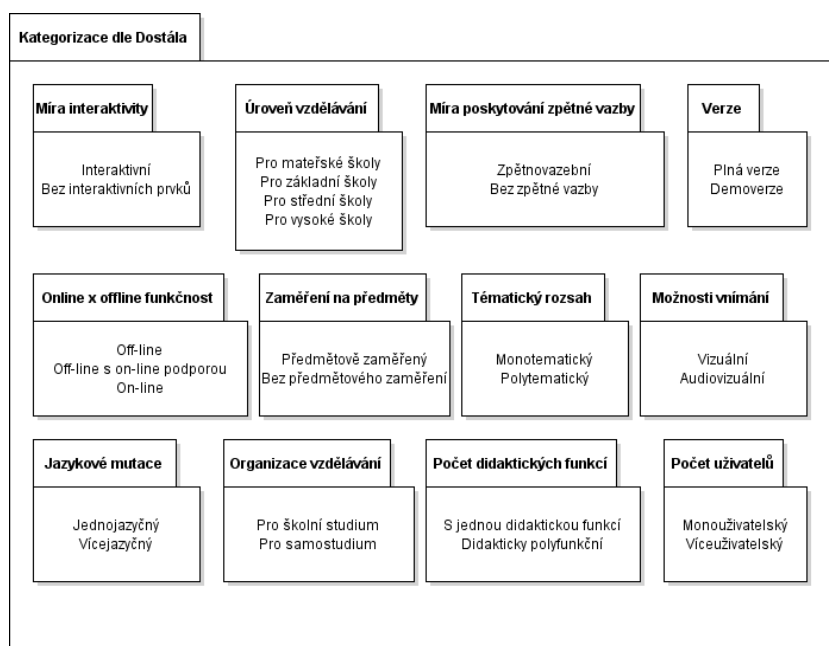 Kategorizace dle Dostála
Míra interaktivity
Interaktivní
Bez interaktivních prvků
Úroveň vzdělávání
Pro mateřské školy
Pro základní školy
Pro střední školy
Pro vysoké školy
Míra poskytování zpětné vazby
Zpětnovazební
Bez zpětné vazby
Verze
Plná verze
Demoverze
Online x offline funkčnost
Off-line
Off-line s on-line podporou
On-line
Zaměření na předměty
Předmětově zaměřený
Bez předmětového zaměření
Tématický rozsah
Monotematický
Polytematický
Možnosti vnímání
Vizuální
Audiovizuální
Jazykové mutace
Jednojazyčný
Vícejazyčný
Organizace vzdělávání
Pro školní studium
Pro samostudium
Počet didaktických funkcí
S jednou didaktickou funkcí
Didakticky polyfunkční
Počet uživatelů
Monouživatelský
Víceuživatelský